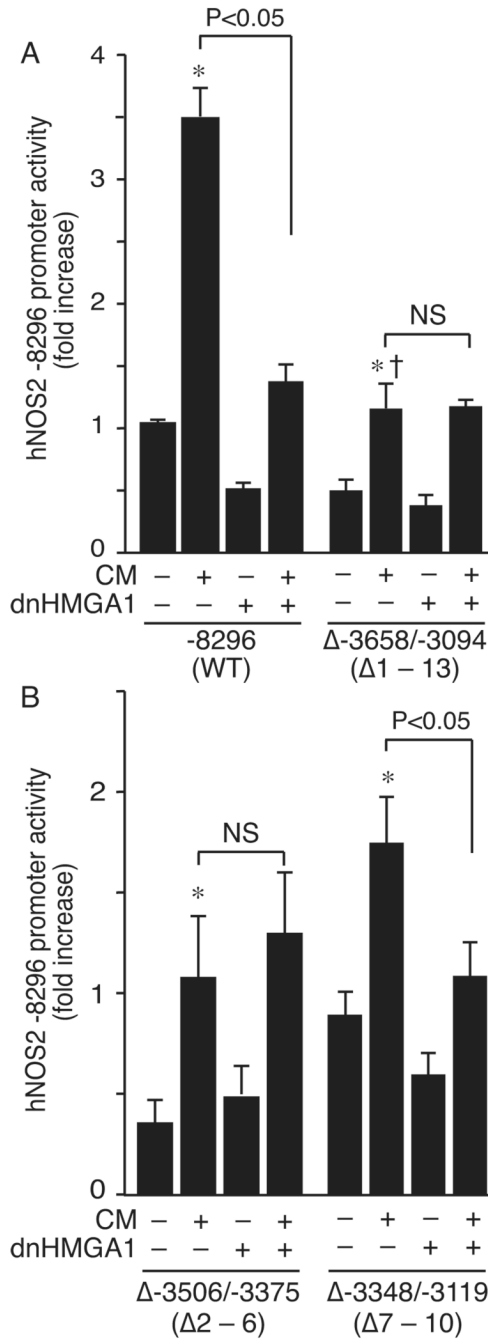 A
P<0.05
4
*
3
hNOS2 -8296 promoter activity
(fold increase)
2
NS
*†
1
0
CM – + – + – + – +
dnHMGA1 – – + + – – + +
-8296 Δ-3658/-3094
(WT) (Δ1 – 13)
B
P<0.05
*
2
NS
hNOS2 -8296 promoter activity
(fold increase)
*
1
0
CM – + – + – + – +
dnHMGA1 – – + + – – + +
Δ-3506/-3375 Δ-3348/-3119
(Δ2 – 6) (Δ7 – 10)